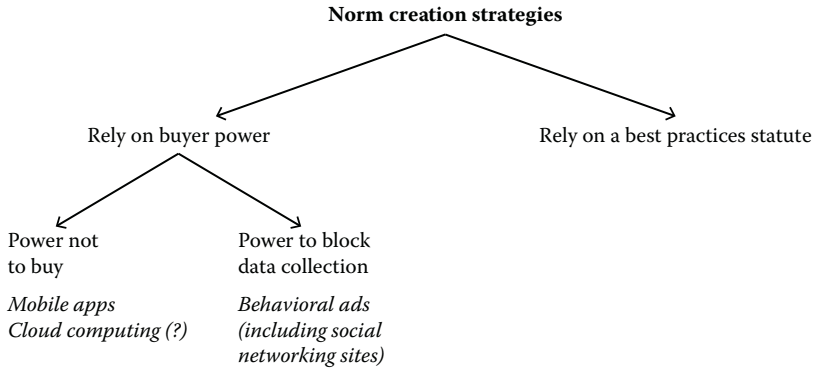 Norm creation strategies
Rely on buyer power
Rely on a best practices statute
Power not
to buy
Mobile apps
Cloud computing (?)
Power to block
data collection
Behavioral ads
(including social
networking sites)